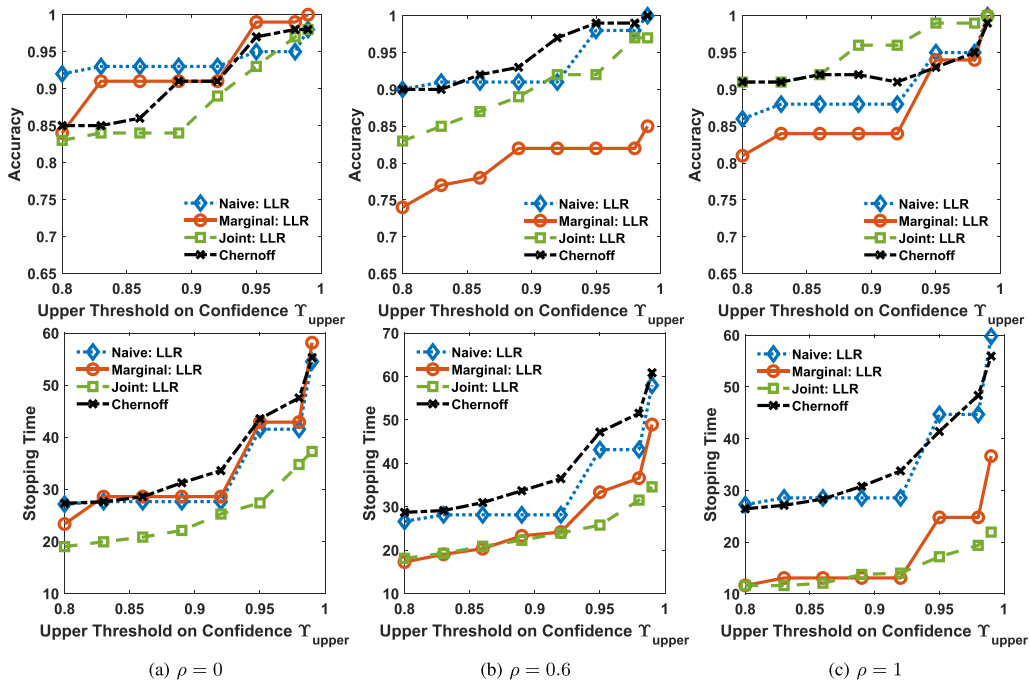 1
0.95
0.9
0.85
0.8
0.75
0.7
0.65
Accuracy
Naive: LLR
Marginal: LLR
Joint: LLR
Chernoff
0.8 0.85 0.9 0.95 1
Upper Threshold on Confidence ϒupper
1
0.95
0.9
0.85
0.8
0.75
0.7
0.65
Accuracy
Naive: LLR
Marginal: LLR
Joint: LLR
Chernoff
0.8 0.85 0.9 0.95 1
Upper Threshold on Confidence ϒupper
1
0.95
0.9
0.85
0.8
0.75
0.7
0.65
Accuracy
Naive: LLR
Marginal: LLR
Joint: LLR
Chernoff
0.8 0.85 0.9 0.95 1
Upper Threshold on Confidence ϒupper
60
50
40
30
20
10
Stopping Time
Naive: LLR
Marginal: LLR
Joint: LLR
Chernoff
0.8 0.85 0.9 0.95 1
Upper Threshold on Confidence ϒupper
70
60
50
40
30
20
10
Stopping Time
Naive: LLR
Marginal: LLR
Joint: LLR
Chernoff
0.8 0.85 0.9 0.95 1
Upper Threshold on Confidence ϒupper
60
50
40
30
20
10
Stopping Time
Naive: LLR
Marginal: LLR
Joint: LLR
Chernoff
0.8 0.85 0.9 0.95 1
Upper Threshold on Confidence ϒupper
(a) ρ = 0
(b) ρ = 0.6
(c) ρ = 1